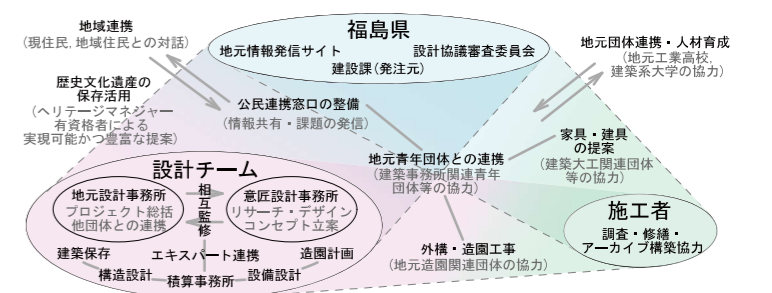 福島県
地元情報発信サイト
設計協議審査委員会
建設課(発注元)
地域連携
(現住民, 地域住民との対話)
歴史文化遺産の
保存活用
(ヘリテージマネジャー
有資格者による
実現可能かつ豊富な提案)
公民連携窓口の整備
(情報共有・課題の発信)
地元団体連携・人材育成
(地元工業高校,
建築系大学の協力)
家具・建具
の提案
(建築大工関連団体
等の協力)
地元青年団体との連携
(建築事務所関連青年
団体等の協力)
設計チーム
地元設計事務所
プロジェクト総括
他団体との連携
相互監修
意匠設計事務所
リサーチ・デザイン
コンセプト立案
建築保存
エキスパート連携
造園計画
構造設計
積算事務所
設備設計
外構・造園工事
(地元造園関連団体の協力)
施工者
調査・修繕・
アーカイブ構築協力